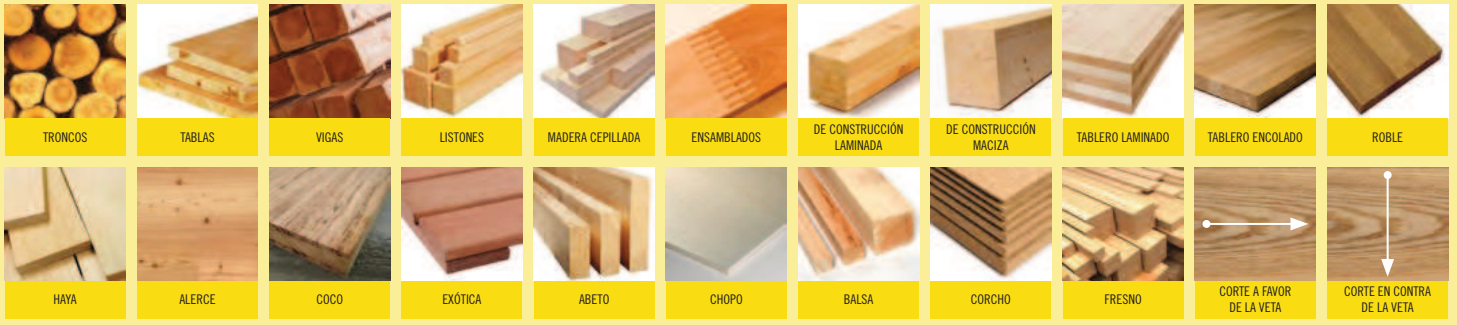 TRONCOS
TABLAS
VIGAS
LISTONES
MADERA CEPILLADA
ENSAMBLADOS
DE CONSTRUCCIÓN
LAMINADA
DE CONSTRUCCIÓN
MACIZA
TABLERO LAMINADO
TABLERO ENCOLADO
ROBLE
HAYA
ALERCE
COCO
EXÓTICA
ABETO
CHOPO
BALSA
CORCHO
FRESNO
CORTE A FAVOR
DE LA VETA
CORTE EN CONTRA
DE LA VETA